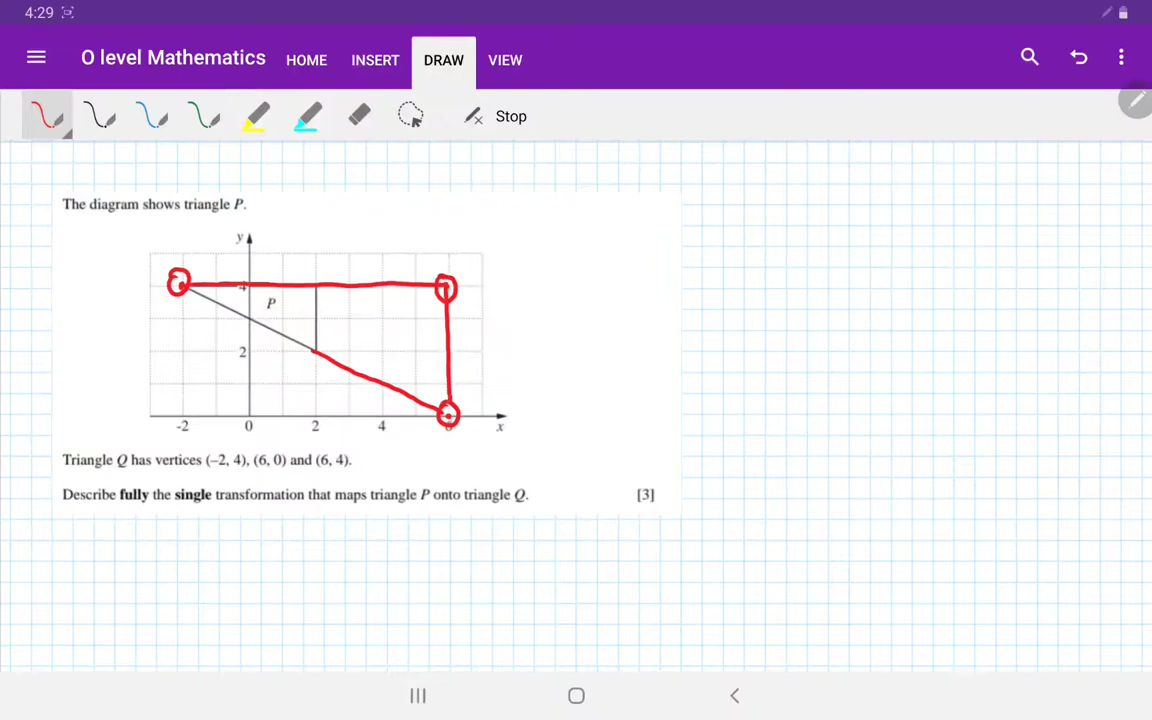 4:29
O level Mathematics HOME INSERT DRAW VIEW
Stop
The diagram shows triangle P.
y
4
P
2
-2 0 2 4 x
Triangle Q has vertices (–2, 4), (6, 0) and (6, 4).
Describe fully the single transformation that maps triangle P onto triangle Q. [3]